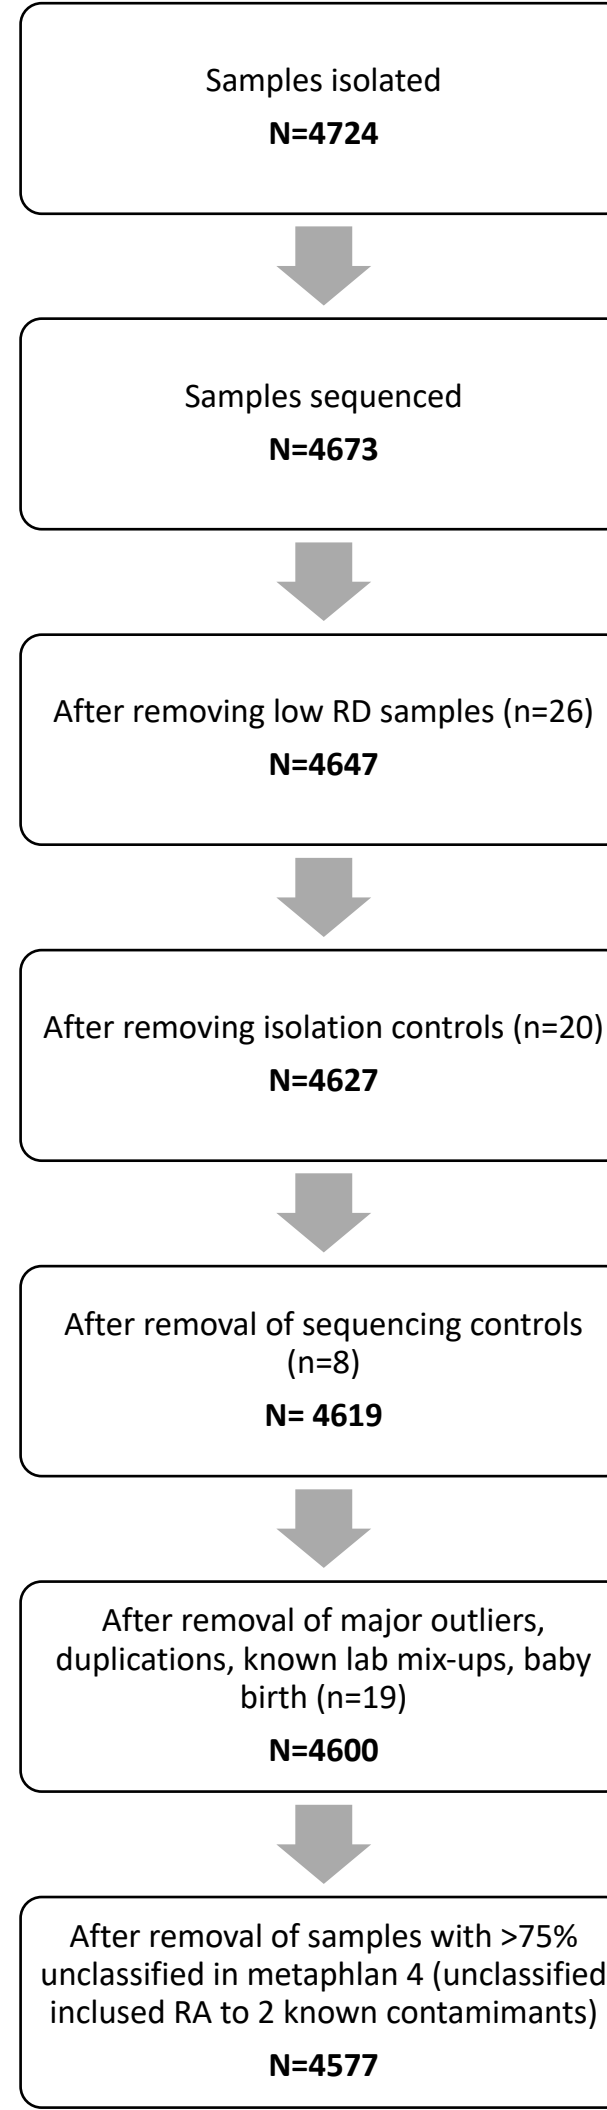 Samples isolated
N=4724
Samples sequenced
N=4673
After removing low RD samples (n=26)
N=4647
After removing isolation controls (n=20)
N=4627
After removal of sequencing controls
(n=8)
N= 4619
After removal of major outliers,
duplications, known lab mix-ups, baby
birth (n=19)
N=4600
After removal of samples with >75%
unclassified in metaphlan 4 (unclassified
inclused RA to 2 known contamimants)
N=4577